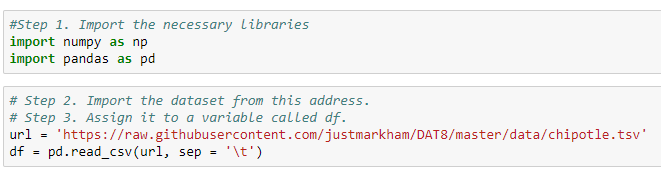 #Step 1. Import the necessary libraries
import numpy as np
import pandas as pd
# Step 2. Import the dataset from this address.
# Step 3. Assign it to a variable called df.
url = 'https://raw.githubusercontent.com/justmarkham/DAT8/master/data/chipotle.tsv'
df = pd.read_csv(url, sep = '\t')